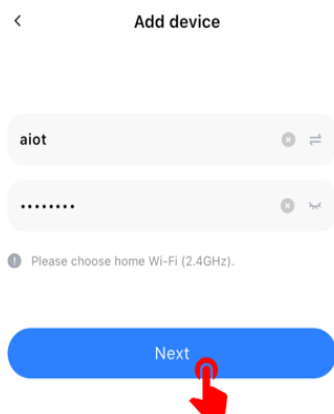 Add device
aiot
••••••••
Please choose home Wi-Fi (2.4GHz).
Next